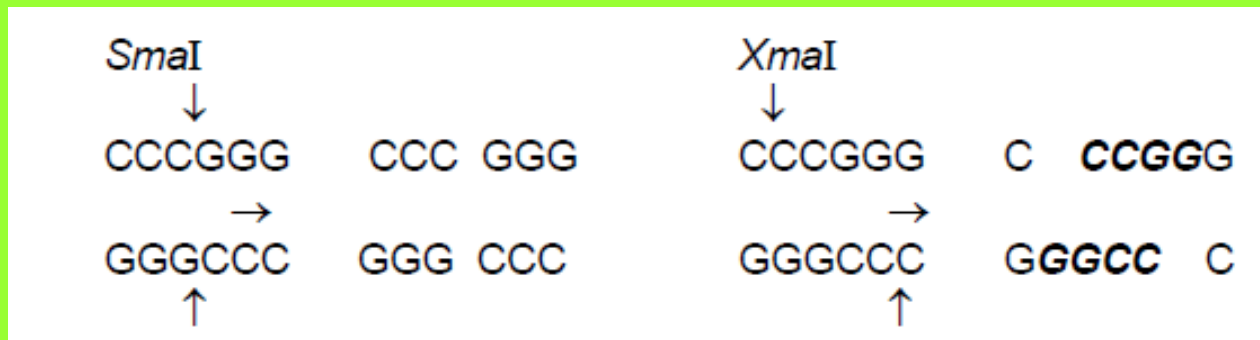 SmaI XmaI
↓ ↓
CCCGGG CCC GGG CCCGGG C CCGGG
→ →
GGGCCC GGG CCC GGGCCC GGGCC C
↑ ↑